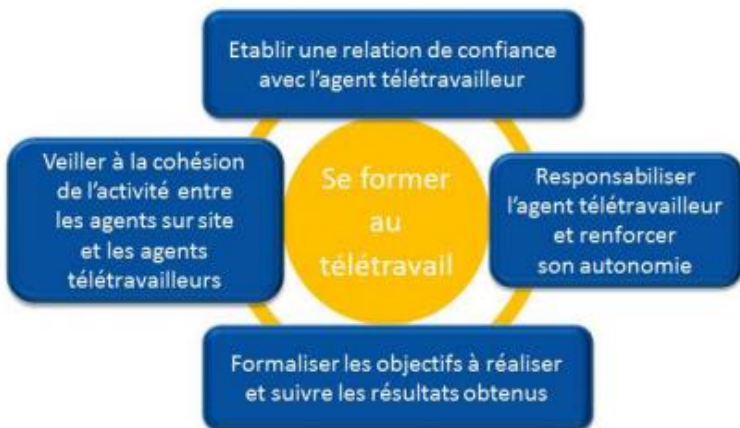 Etablir une relation de confiance
avec l'agent télétravailleur
Veiller à la cohésion
de l'activité entre
les agents sur site
et les agents
télétravailleurs
Se former
au
télétravail
Responsabiliser
l'agent télétravailleur
et renforcer
son autonomie
Formaliser les objectifs à réaliser
et suivre les résultats obtenus